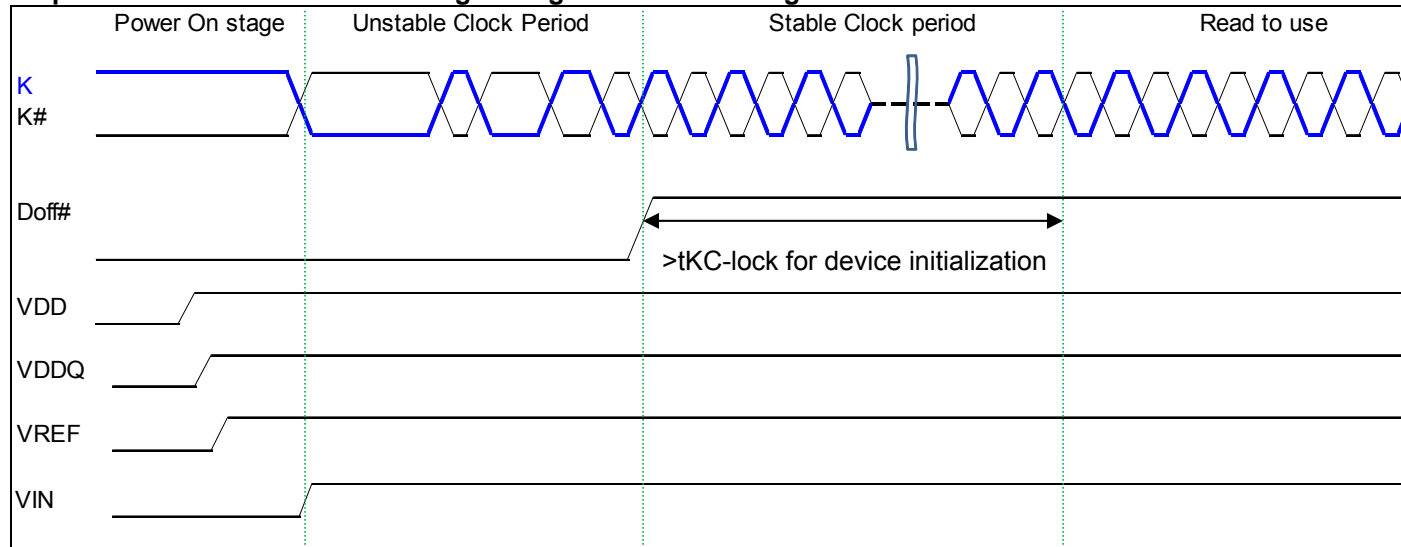 Power On stage Unstable Clock Period Stable Clock period Read to use
K
K#
Doff#
>tKC-lock for device initialization
VDD
VDDQ
VREF
VIN